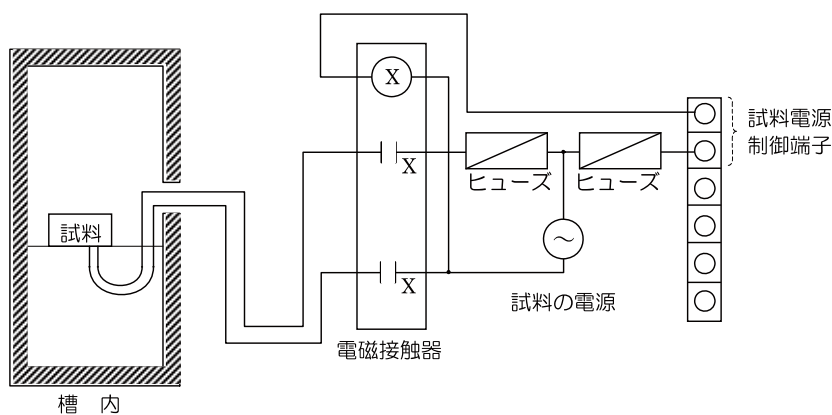 X
試料電源
制御端子
X
ヒューズ
ヒューズ
試料
X
試料の電源
電磁接触器
槽 内